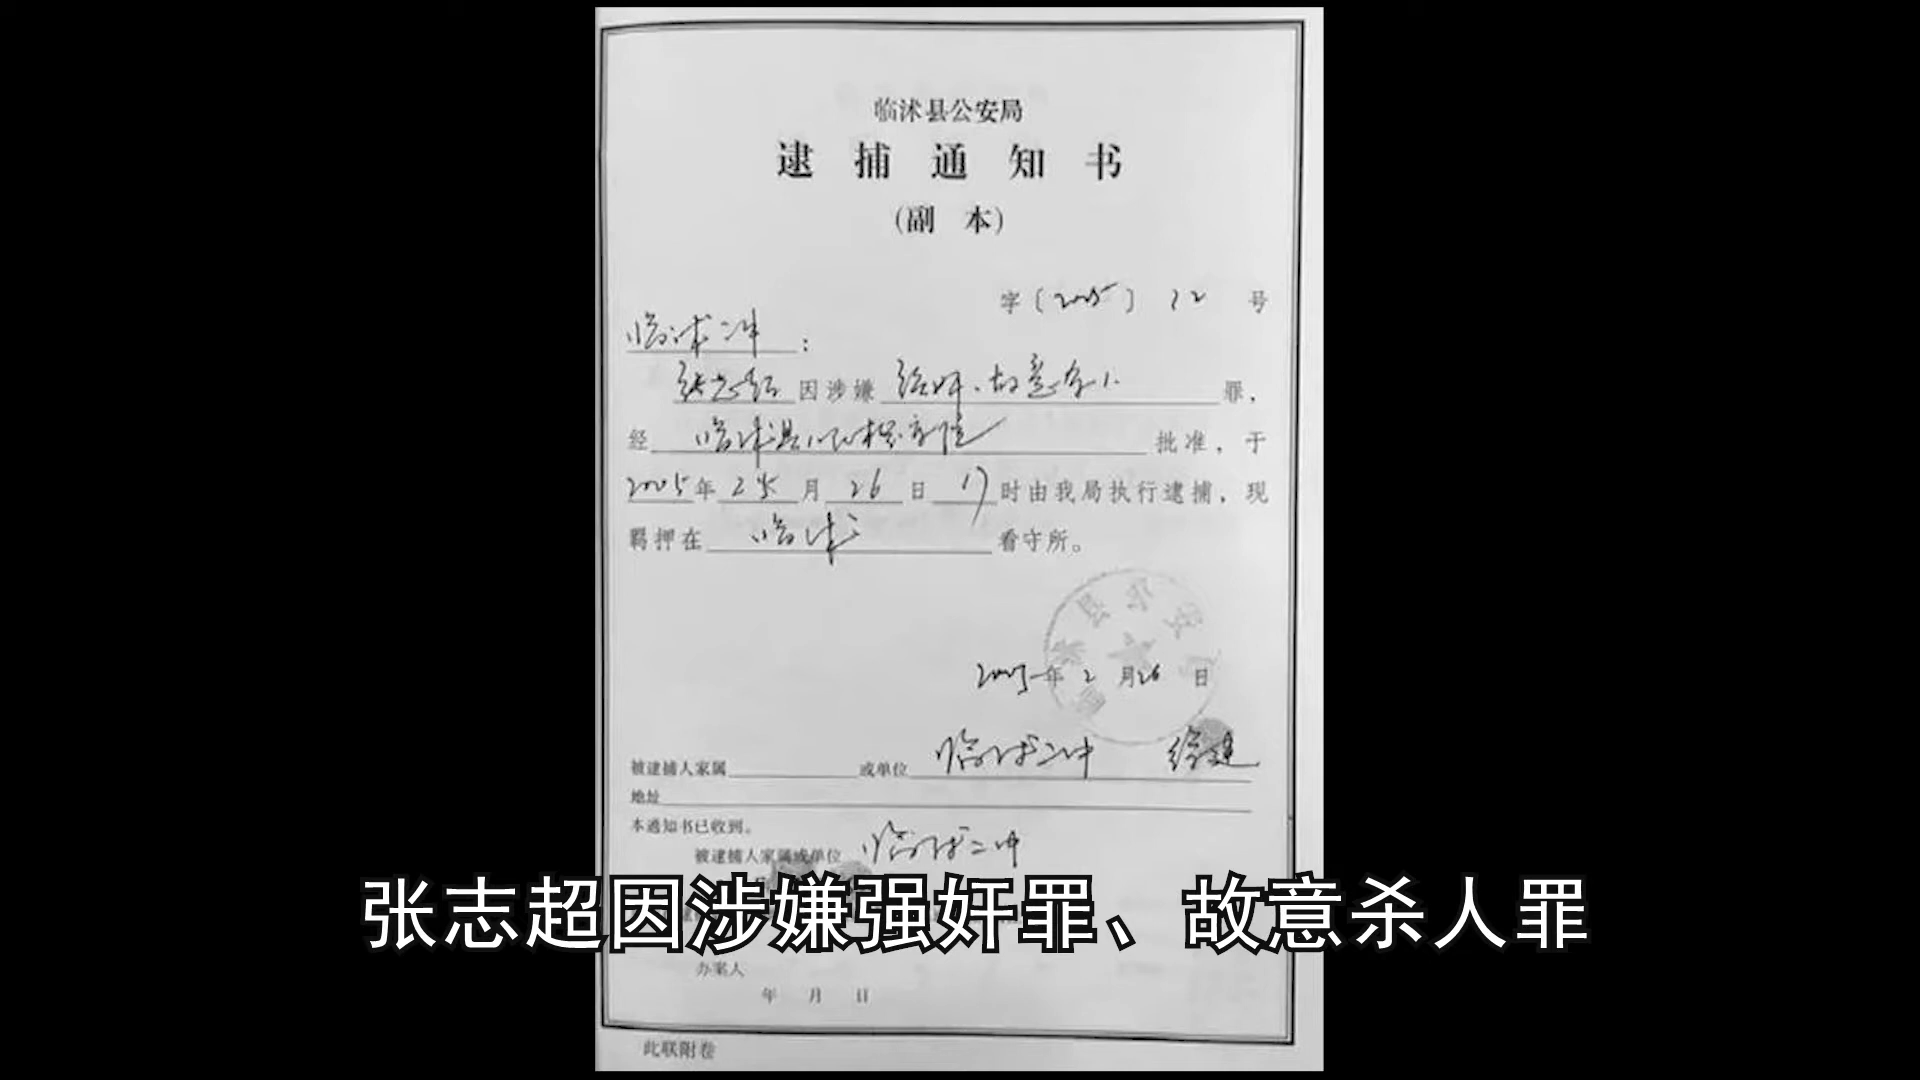 临沭县公安局
逮捕通知书
(副 本)
字〔2005〕32号
临沭二中：
张志超因涉嫌强奸、故意杀人罪，
经临沭县人民检察院批准，于
2005年2月26日17时由我局执行逮捕，现
羁押在临沭看守所。
2005年2月26日
被逮捕人家属 或单位 临沭二中
地址
本通知书已收到。
被逮捕人家属或单位 临沭二中
张志超因涉嫌强奸罪、故意杀人罪
办案人
年 月 日
此联附卷